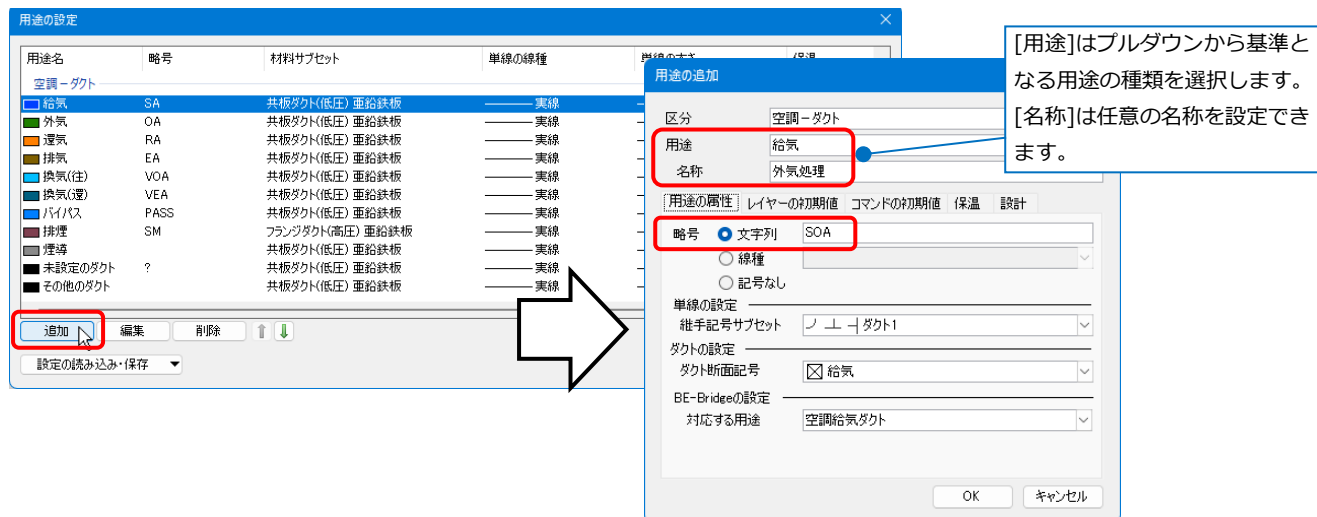 用途の設定
用途名 略号 材料サブセット 単線の線種
空調－ダクト
給気 SA 共板ダクト(低圧) 亜鉛鉄板 実線
外気 OA 共板ダクト(低圧) 亜鉛鉄板 実線
還気 RA 共板ダクト(低圧) 亜鉛鉄板 実線
排気 EA 共板ダクト(低圧) 亜鉛鉄板 実線
換気(往) VOA 共板ダクト(低圧) 亜鉛鉄板 実線
換気(還) VEA 共板ダクト(低圧) 亜鉛鉄板 実線
バイパス PASS 共板ダクト(低圧) 亜鉛鉄板 実線
排煙 SM フランジダクト(高圧) 亜鉛鉄板 実線
煙導 共板ダクト(低圧) 亜鉛鉄板 実線
未設定のダクト ? 共板ダクト(低圧) 亜鉛鉄板 実線
その他のダクト 共板ダクト(低圧) 亜鉛鉄板 実線
追加 編集 削除
設定の読み込み・保存
用途の追加
区分 空調－ダクト
用途 給気
名称 外気処理
用途の属性 レイヤーの初期値 コマンドの初期値 保温 設計
略号 文字列 SOA
線種
記号なし
単線の設定
継手記号サブセット ダクト1
ダクトの設定
ダクト断面記号 給気
BE-Bridgeの設定
対応する用途 空調給気ダクト
OK キャンセル
[用途]はプルダウンから基準と
なる用途の種類を選択します。
[名称]は任意の名称を設定でき
ます。